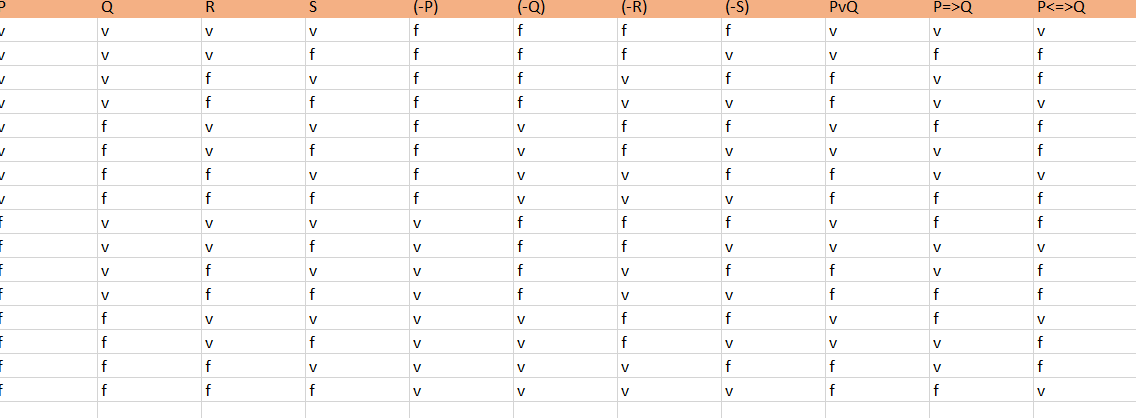 P Q R S (-P) (-Q) (-R) (-S) PvQ P=>Q P<=>Q
v v v v f f f f v v v
v v v f f f f v v f f
v v f v f f v f f v f
v v f f f f v v f v v
v f v v f v f f v f f
v f v f f v f v v v f
v f f v f v v f f v v
v f f f f v v v f f f
f v v v v f f f v f f
f v v f v f f v v v v
f v f v v f v f f v f
f v f f v f v v f f f
f f v v v v f f v f v
f f v f v v f v v v f
f f f v v v v f f v f
f f f f v v v v f f v